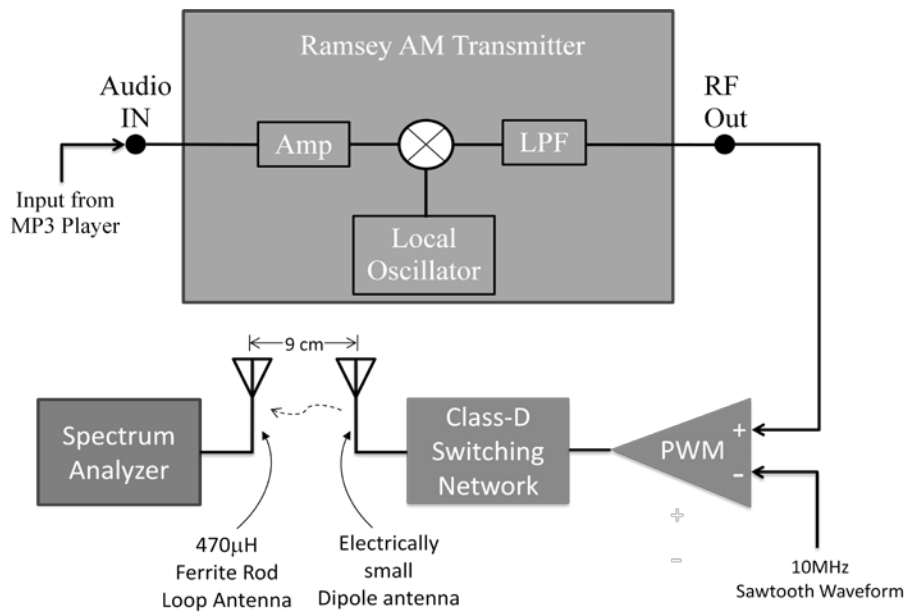 Ramsey AM Transmitter
Audio
IN
RF
Out
Amp
LPF
Local
Oscillator
Input from
MP3 Player
9 cm
Spectrum
Analyzer
Class-D
Switching
Network
PWM
+
−
+
−
470μH
Ferrite Rod
Loop Antenna
Electrically
small
Dipole antenna
10MHz
Sawtooth Waveform